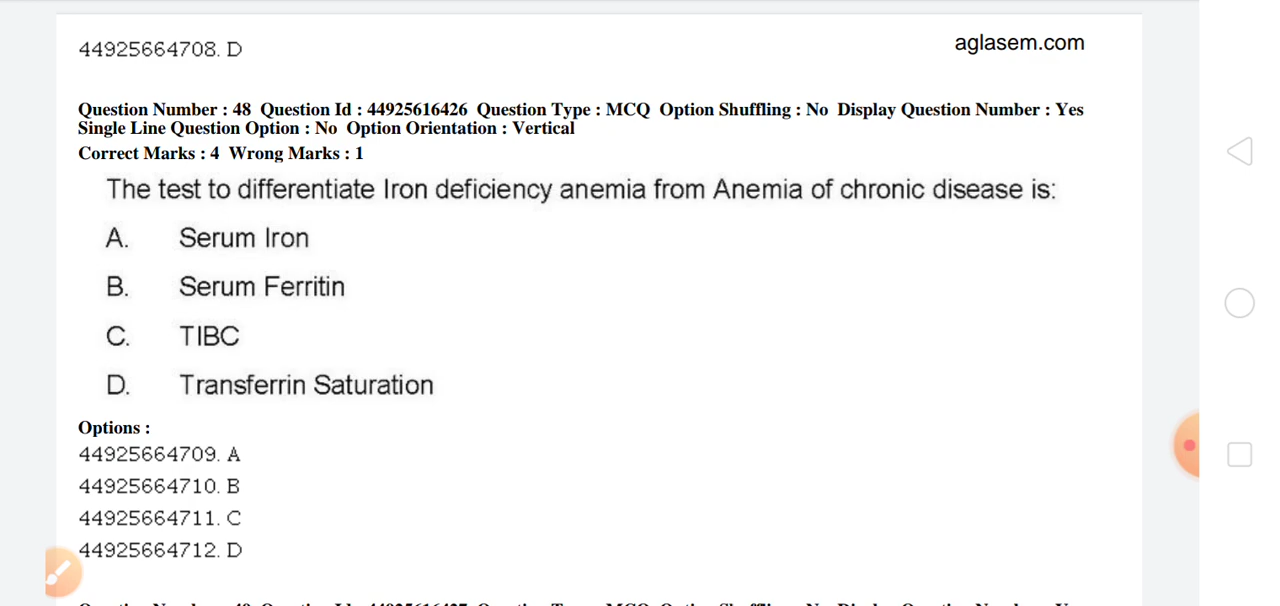 44925664708. D
aglasem.com
Question Number : 48 Question Id : 44925616426 Question Type : MCQ Option Shuffling : No Display Question Number : Yes
Single Line Question Option : No Option Orientation : Vertical
Correct Marks : 4 Wrong Marks : 1
The test to differentiate Iron deficiency anemia from Anemia of chronic disease is:
A. Serum Iron
B. Serum Ferritin
C. TIBC
D. Transferrin Saturation
Options :
44925664709. A
44925664710. B
44925664711. C
44925664712. D